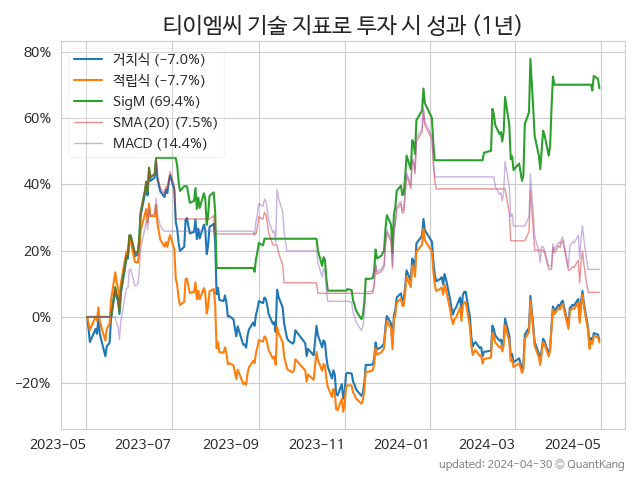 티이엠씨 기술 지표로 투자 시 성과 (1년)
80%
60%
40%
20%
0%
−20%
거치식 (−7.0%)
적립식 (−7.7%)
SigM (69.4%)
SMA(20) (7.5%)
MACD (14.4%)
2023-05
2023-07
2023-09
2023-11
2024-01
2024-03
2024-05
updated: 2024-04-30 © QuantKang